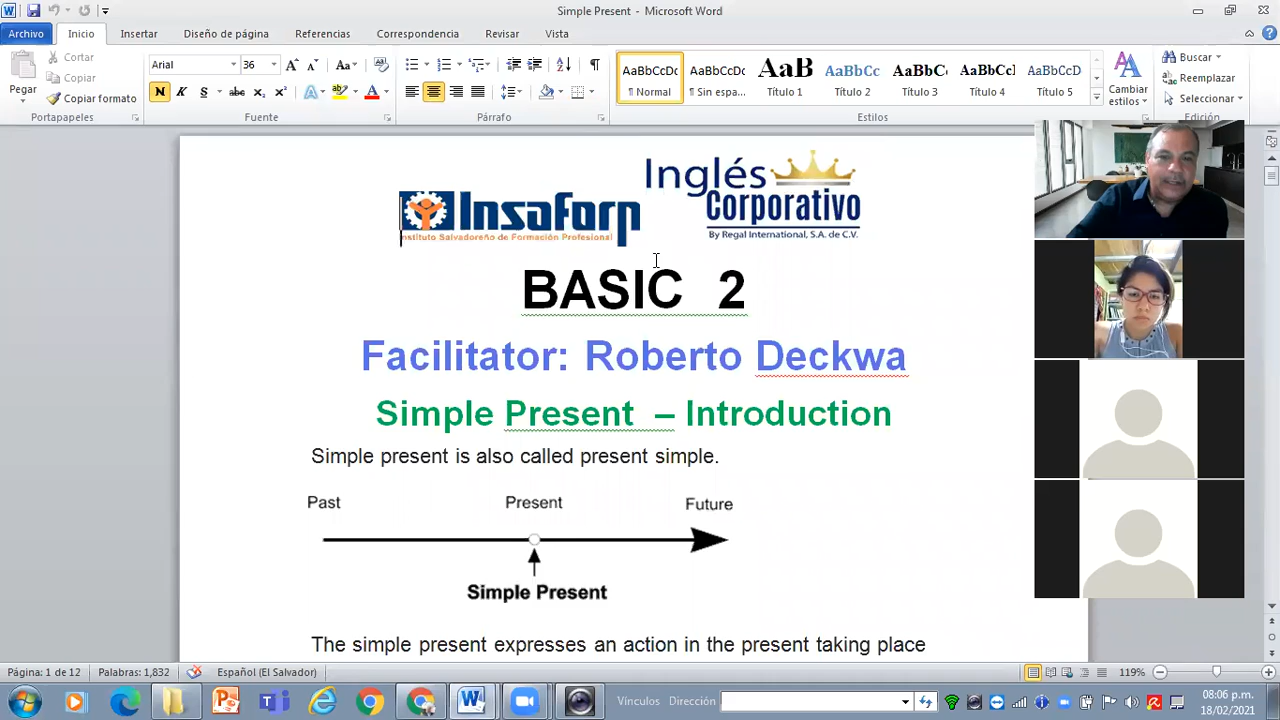 Simple Present - Microsoft Word
Archivo Inicio Insertar Diseño de página Referencias Correspondencia Revisar Vista
Pegar
Cortar
Copiar
Copiar formato
Portapapeles
Arial 36
Fuente
Párrafo
AaBbCcDc AaBbCcDc AaB AaBbCc AaBbC AaBbCcI AaBbCcD
¶ Normal ¶ Sin espa... Título 1 Título 2 Título 3 Título 4 Título 5
Estilos
Cambiar estilos
Buscar
Reemplazar
Seleccionar
Edición
Insaforp
Instituto Salvadoreño de Formación Profesional
Inglés
Corporativo
By Regal International, S.A. de C.V.
BASIC 2
Facilitator: Roberto Deckwa
Simple Present – Introduction
Simple present is also called present simple.
Past Present Future
Simple Present
The simple present expresses an action in the present taking place
Página: 1 de 12 Palabras: 1,832 Español (El Salvador) 119%
Vínculos Dirección
08:06 p.m.
18/02/2021